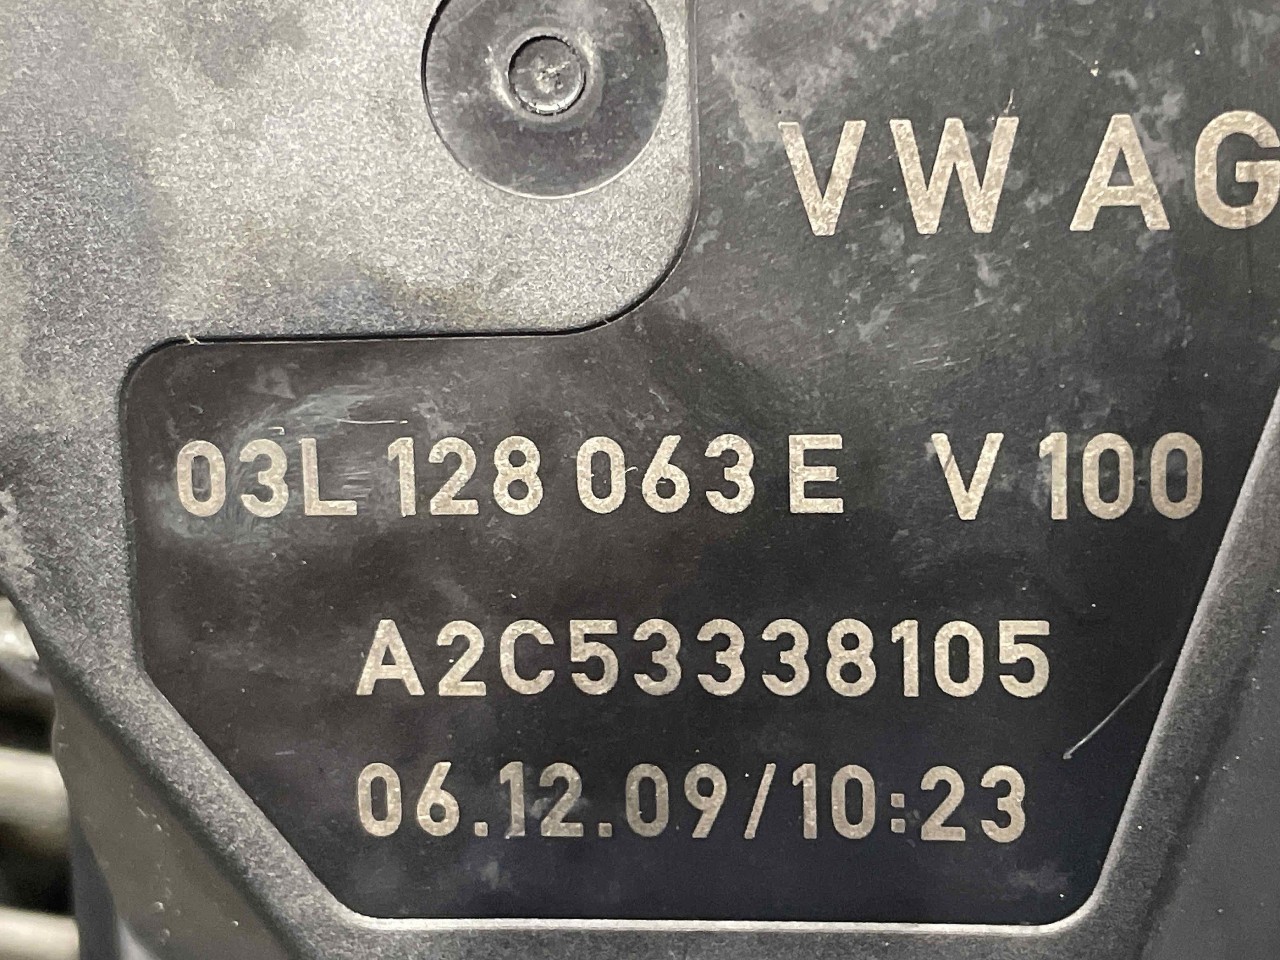 VW AG
03L 128 063 E V 100
A2C53338105
06.12.09/10:23